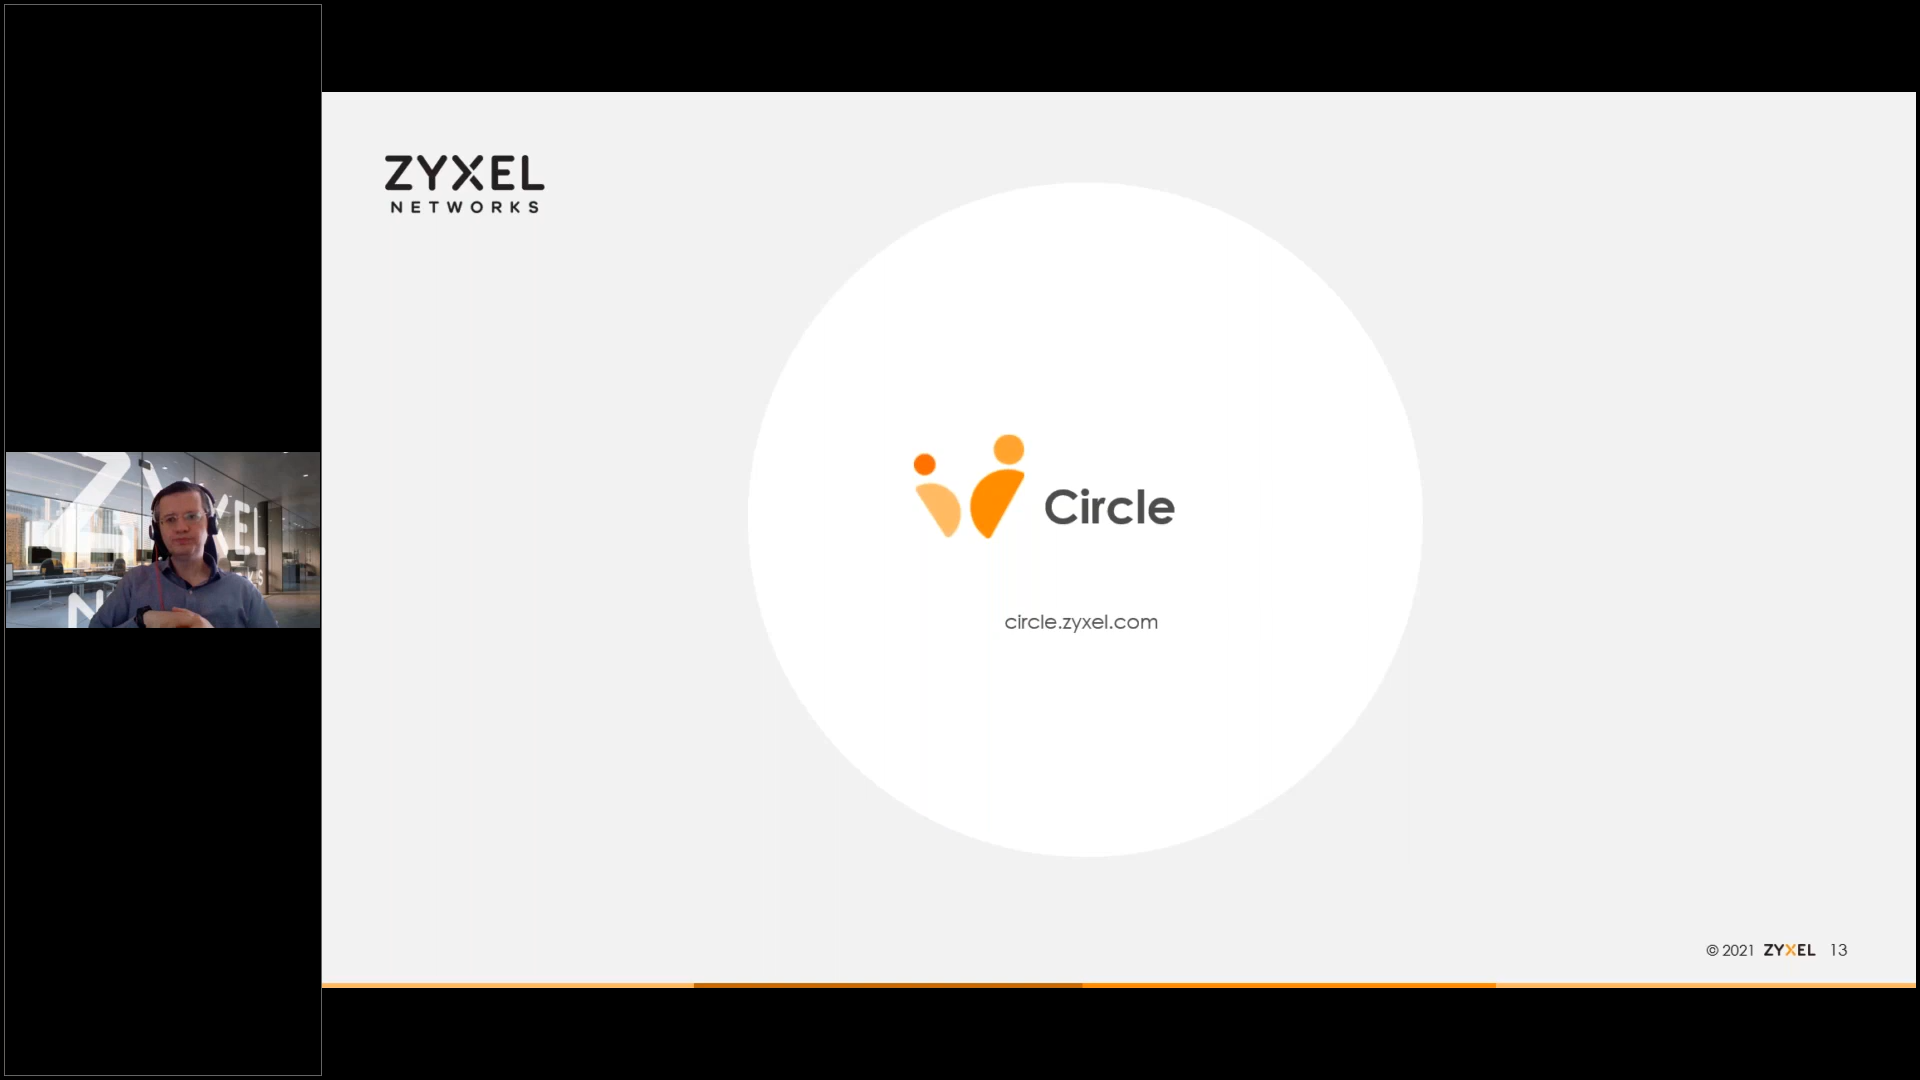 ZYXEL
NETWORKS
Circle
circle.zyxel.com
© 2021 ZYXEL 13